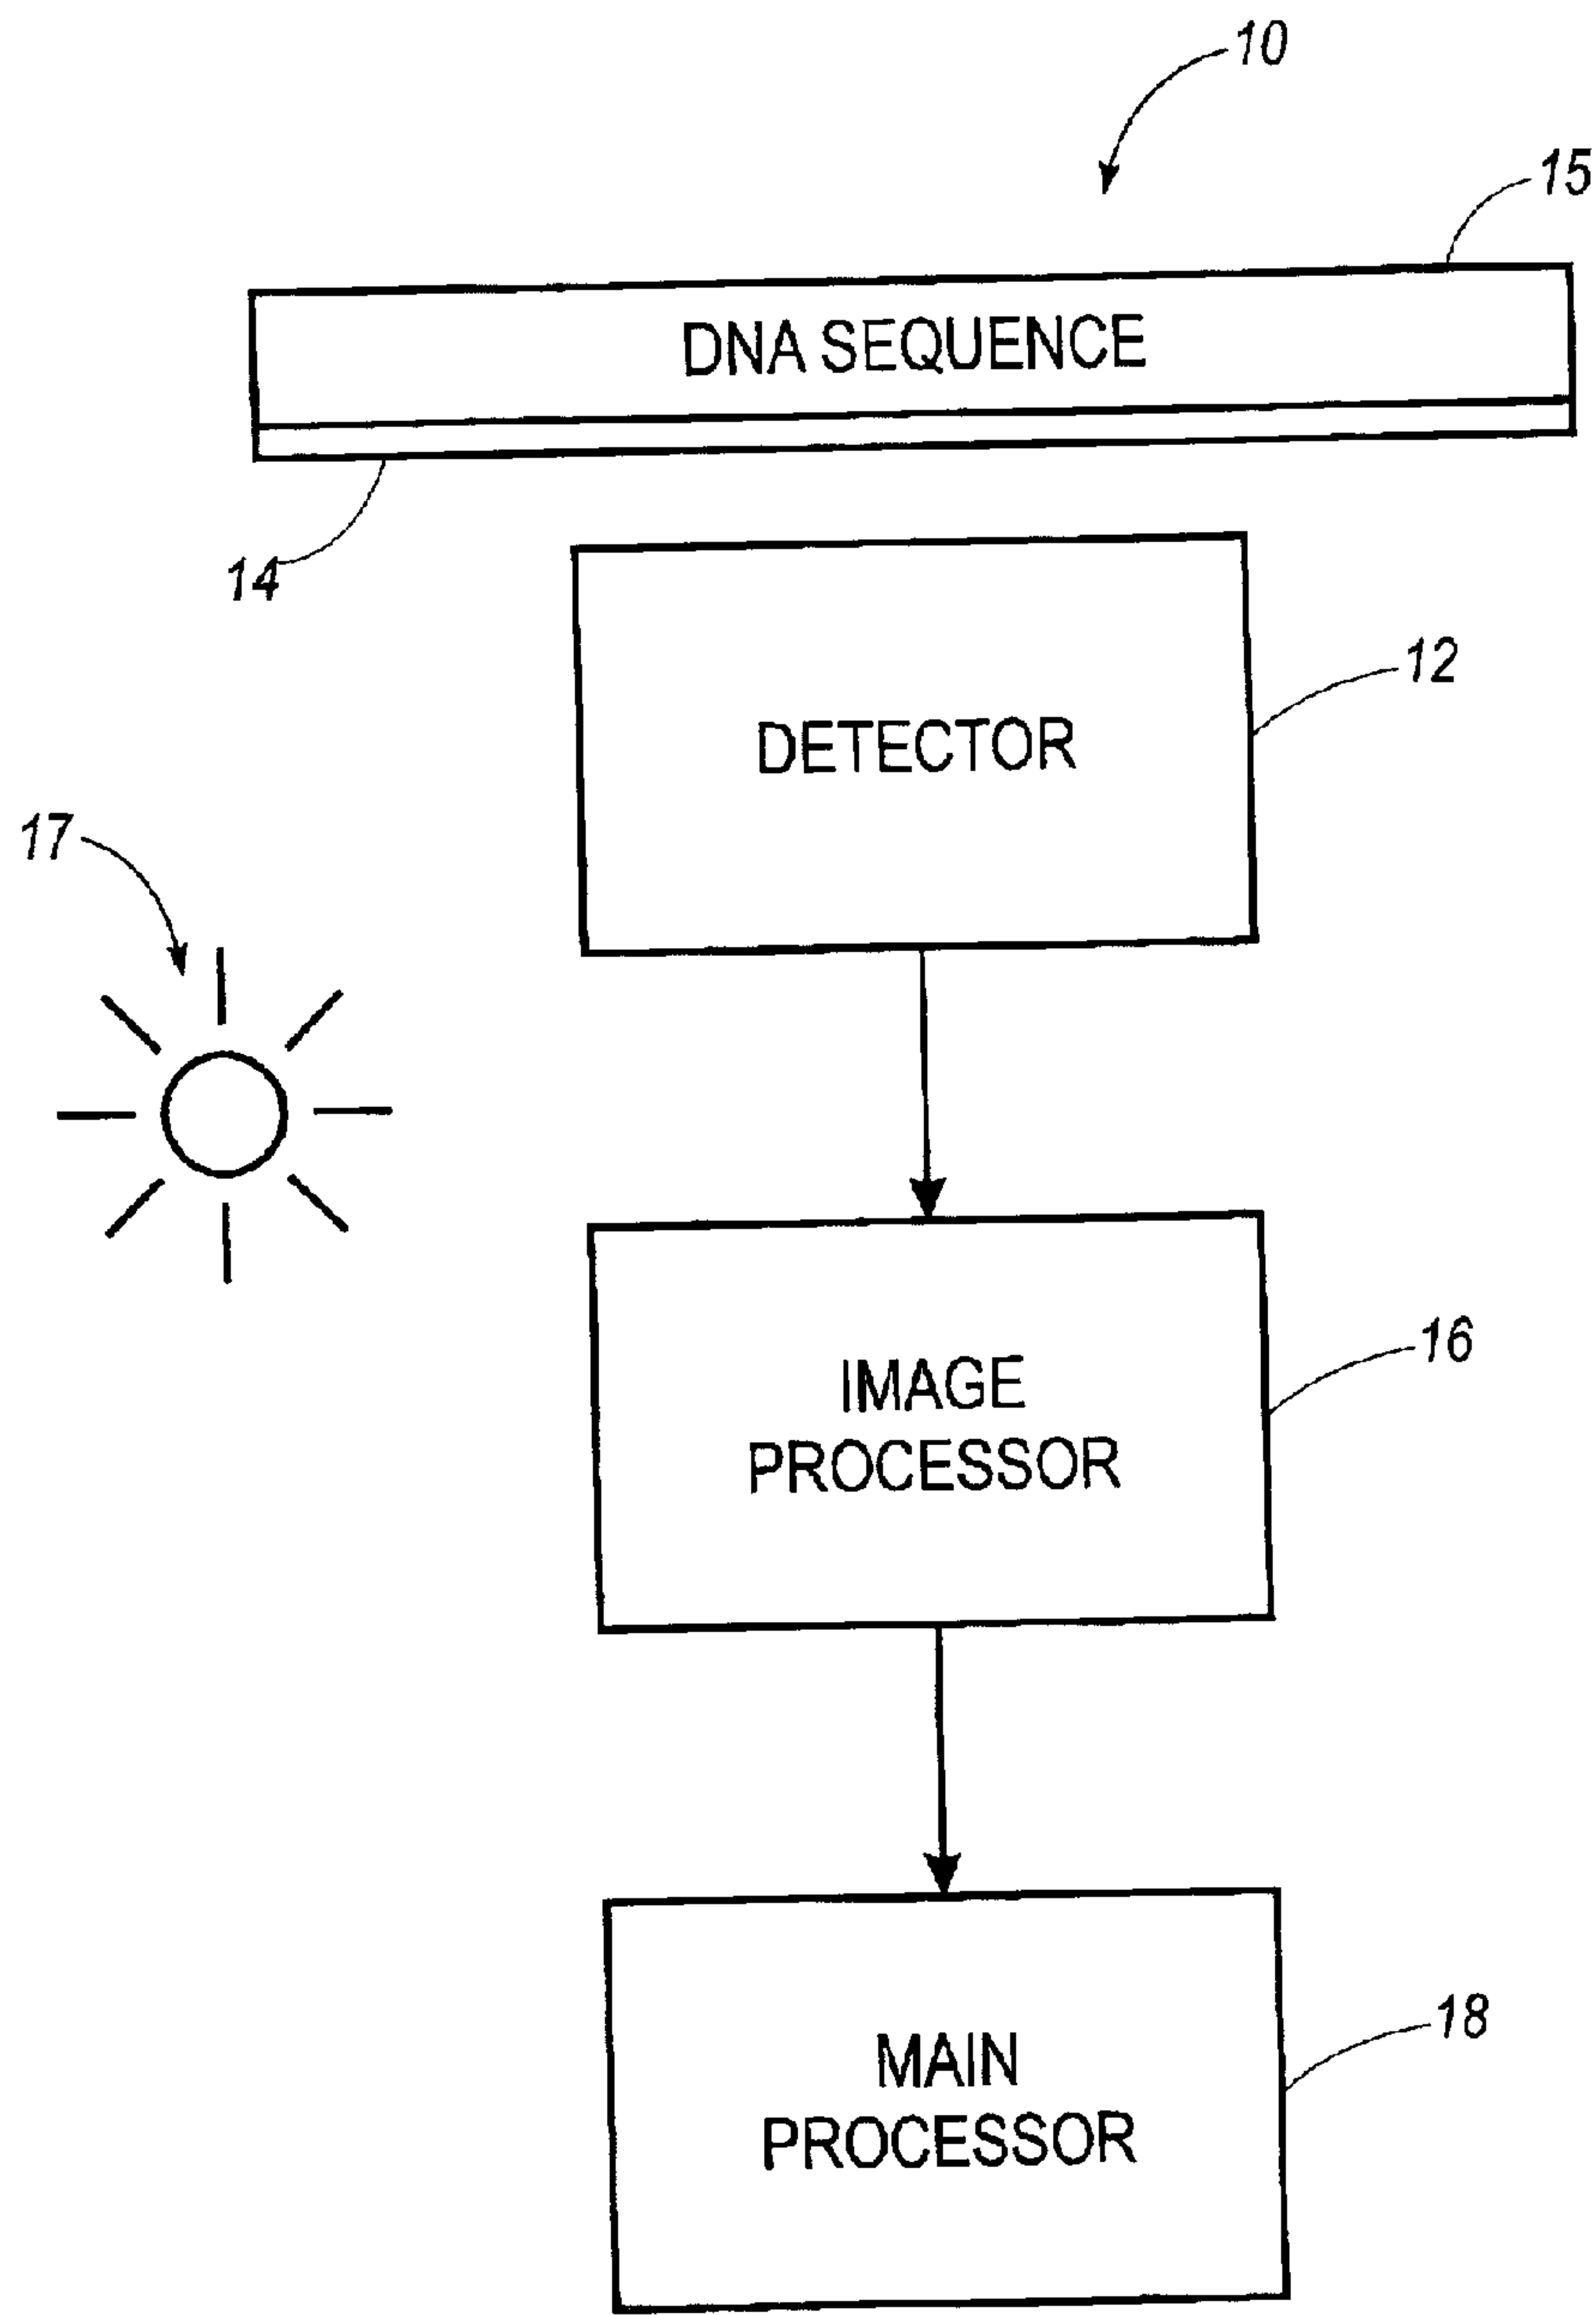 10
15
DNA SEQUENCE
14
12
DETECTOR
17
16
IMAGE
PROCESSOR
18
MAIN
PROCESSOR